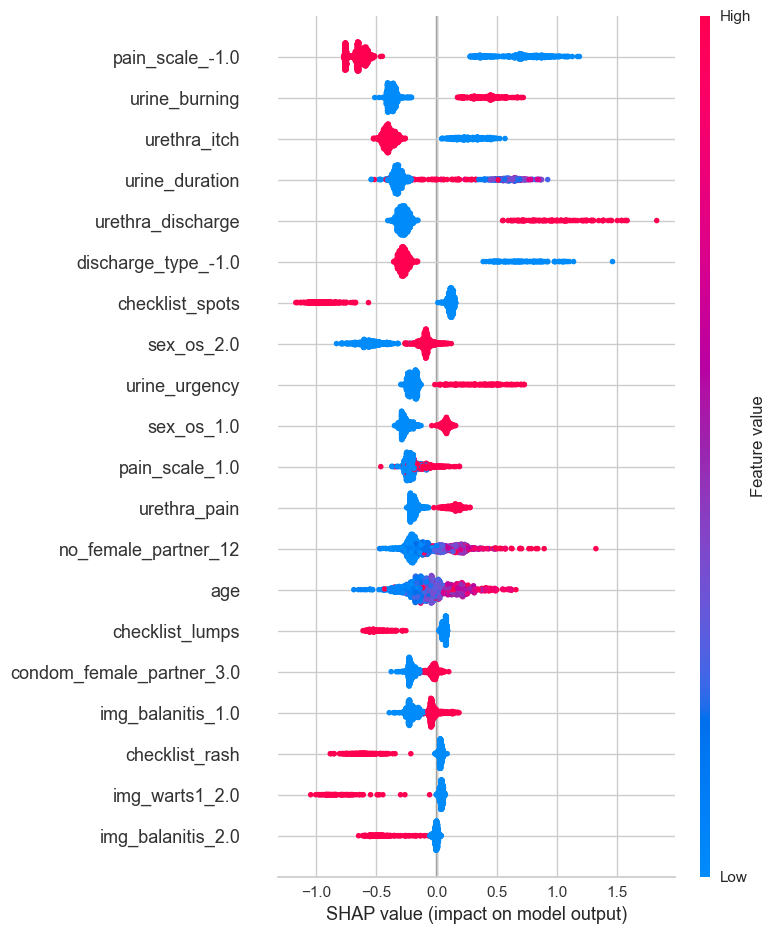 High
pain_scale_-1.0
urine_burning
urethra_itch
urine_duration
urethra_discharge
discharge_type_-1.0
checklist_spots
sex_os_2.0
urine_urgency
sex_os_1.0
pain_scale_1.0
urethra_pain
no_female_partner_12
age
checklist_lumps
condom_female_partner_3.0
img_balanitis_1.0
checklist_rash
img_warts1_2.0
img_balanitis_2.0
Feature value
Low
−1.0 −0.5 0.0 0.5 1.0 1.5
SHAP value (impact on model output)